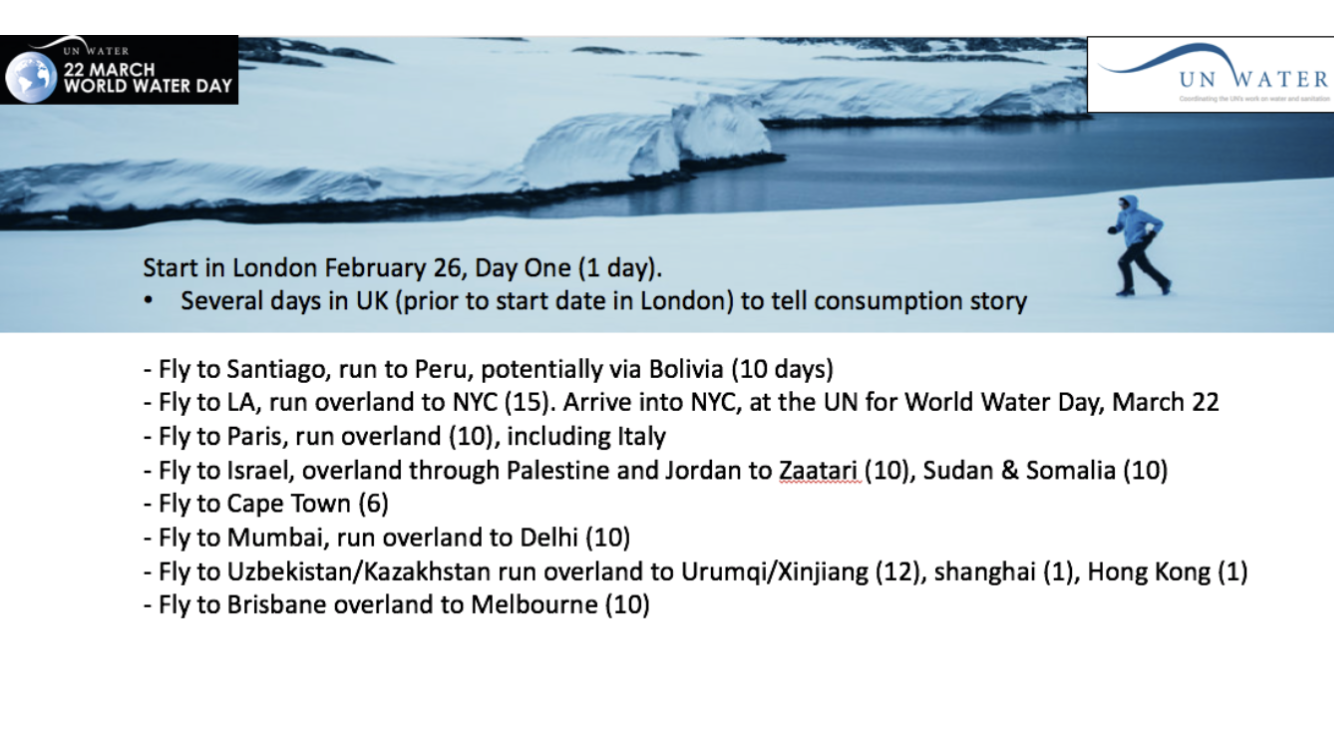 UN WATER
22 MARCH
WORLD WATER DAY
UN WATER
Coordinating the UN's work on water and sanitation
Start in London February 26, Day One (1 day).
• Several days in UK (prior to start date in London) to tell consumption story
- Fly to Santiago, run to Peru, potentially via Bolivia (10 days)
- Fly to LA, run overland to NYC (15). Arrive into NYC, at the UN for World Water Day, March 22
- Fly to Paris, run overland (10), including Italy
- Fly to Israel, overland through Palestine and Jordan to Zaatari (10), Sudan & Somalia (10)
- Fly to Cape Town (6)
- Fly to Mumbai, run overland to Delhi (10)
- Fly to Uzbekistan/Kazakhstan run overland to Urumqi/Xinjiang (12), shanghai (1), Hong Kong (1)
- Fly to Brisbane overland to Melbourne (10)